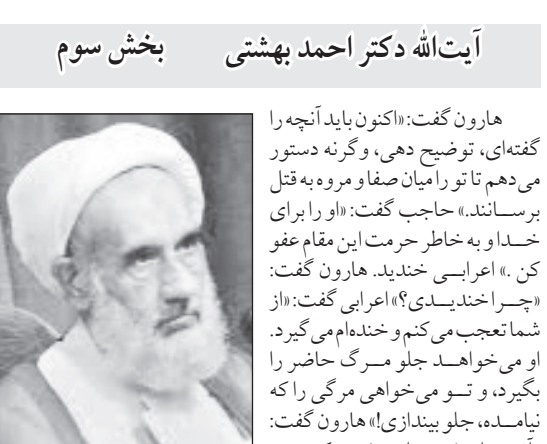 آیت‌الله دکتر احمد بهشتی بخش سوم
هارون گفت: «اکنون باید آنچه را
گفته‌ای، توضیح دهی، وگرنه دستور
می‌دهم تا تو را میان صفا و مروه به قتل
برسانند.» حاجب گفت: «او را برای
خدا و به خاطر حرمت این مقام عفو
کن.» اعرابی خندید. هارون گفت:
«چرا خندیدی؟» اعرابی گفت: «از
شما تعجب می‌کنم و خنده‌ام می‌گیرد.
او می‌خواهد جلو مرگ حاضر را
بگیرد، و تو می‌خواهی مرگی را که
نیامده، جلو بیندازی!» هارون گفت: